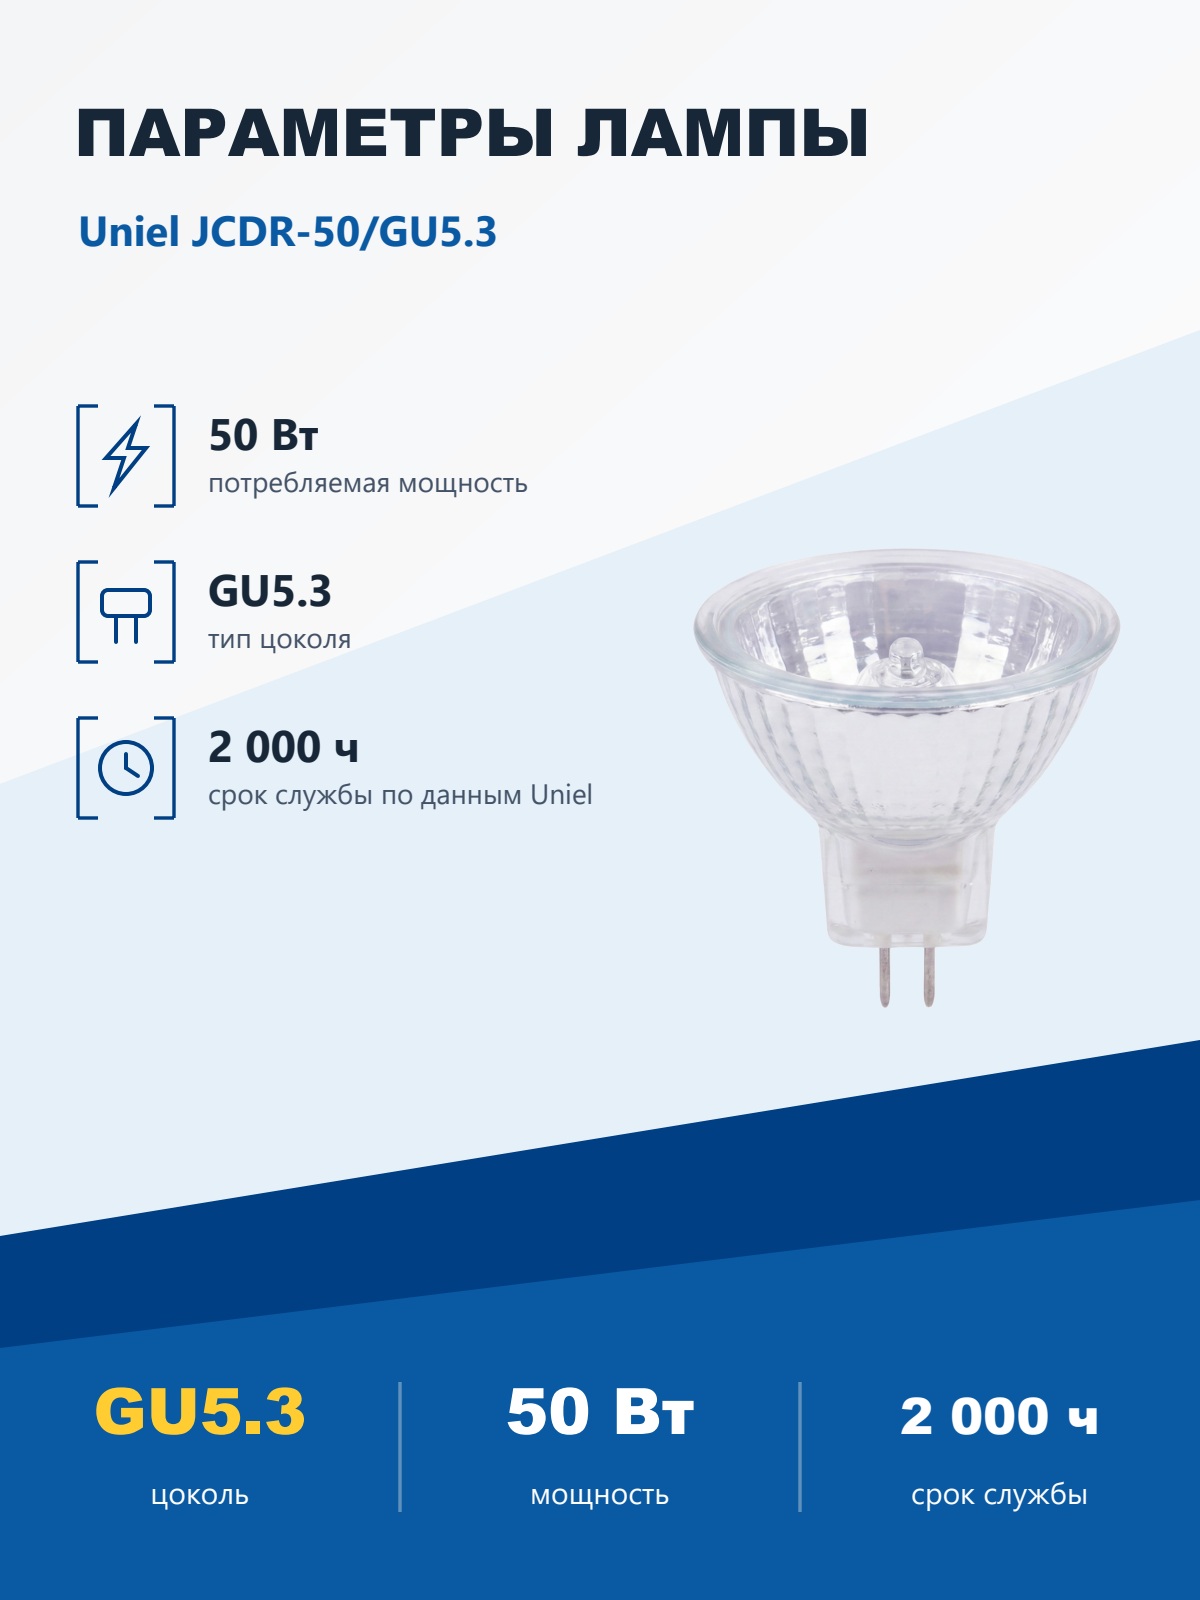 ПАРАМЕТРЫ ЛАМПЫ
Uniel JCDR-50/GU5.3
50 Вт
потребляемая мощность
GU5.3
тип цоколя
2 000 ч
срок службы по данным Uniel
GU5.3
цоколь
50 Вт
мощность
2 000 ч
срок службы